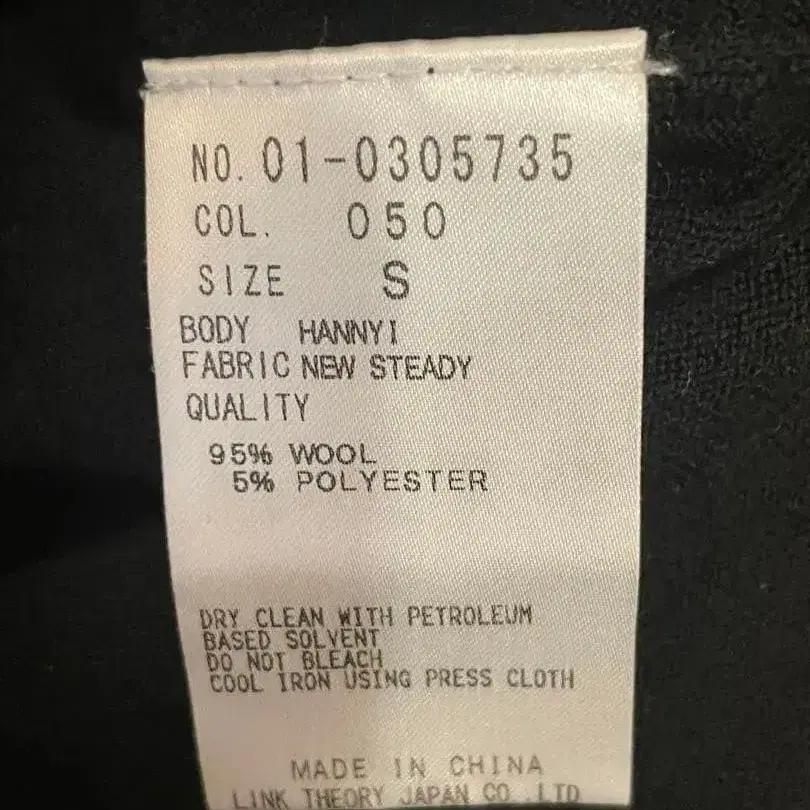 NO. 01-0305735
COL. 050
SIZE S
BODY HANNYI
FABRIC NEW STEADY
QUALITY
95% WOOL
5% POLYESTER
DRY CLEAN WITH PETROLEUM
BASED SOLVENT
DO NOT BLEACH
COOL IRON USING PRESS CLOTH
MADE IN CHINA
LINK THEORY JAPAN CO.,LTD